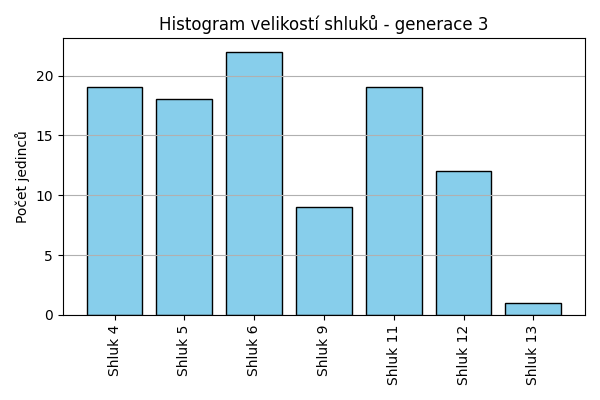 Histogram velikostí shluků - generace 3
Počet jedinců
20
15
10
5
0
Shluk 4
Shluk 5
Shluk 6
Shluk 9
Shluk 11
Shluk 12
Shluk 13